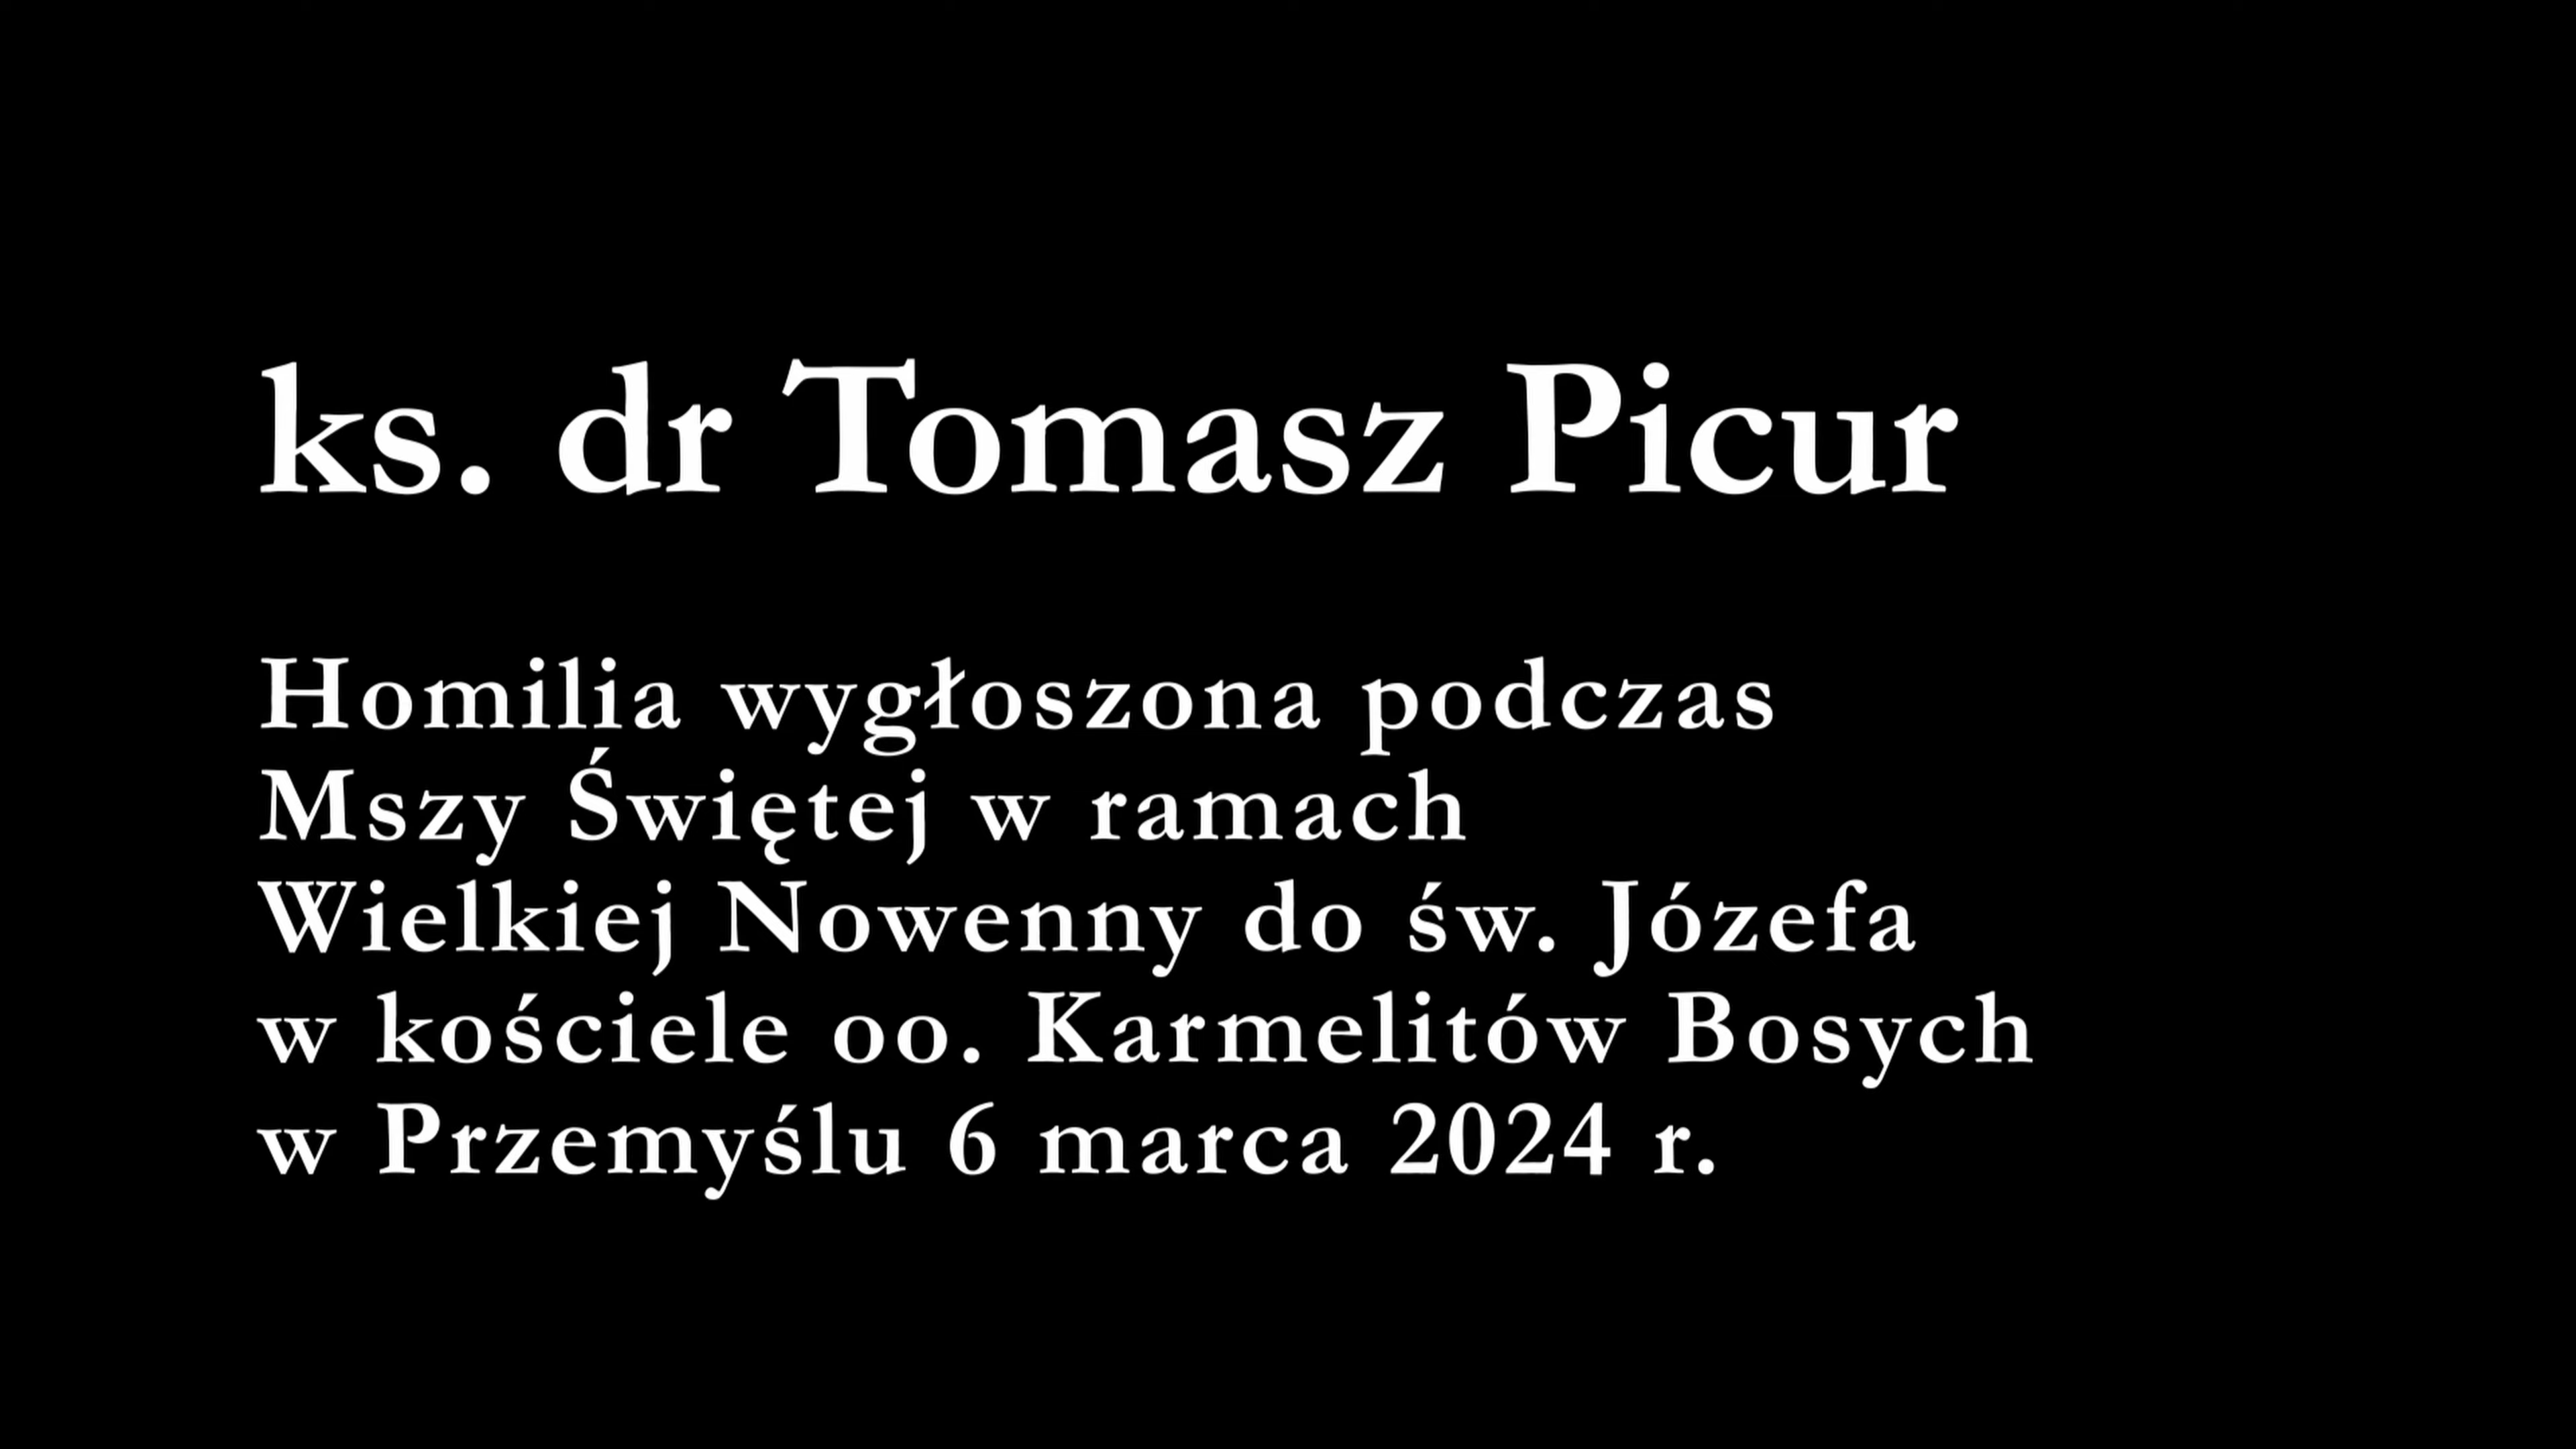 ks. dr Tomasz Picur
Homilia wygłoszona podczas
Mszy Świętej w ramach
Wielkiej Nowenny do św. Józefa
w kościele oo. Karmelitów Bosych
w Przemyślu 6 marca 2024 r.